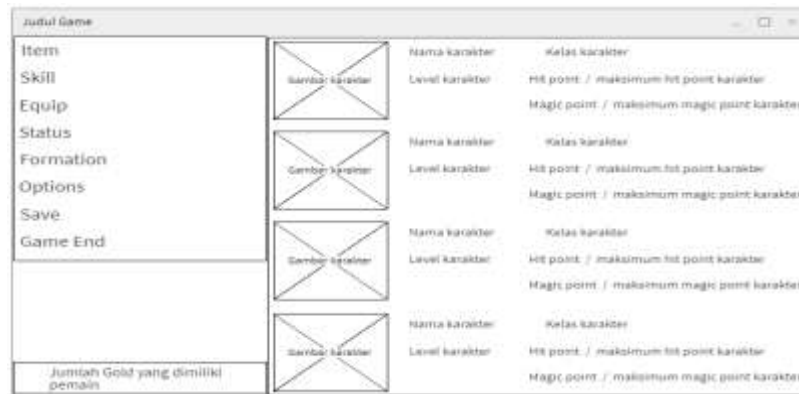 Judul Game
Item
Skill
Equip
Status
Formation
Options
Save
Game End
Jumlah Gold yang dimiliki
pemain
Gambar karakter
Nama karakter Kelas karakter
Level karakter Hit point / maksimum hit point karakter
Magic point / maksimum magic point karakter
Gambar karakter
Nama karakter Kelas karakter
Level karakter Hit point / maksimum hit point karakter
Magic point / maksimum magic point karakter
Gambar karakter
Nama karakter Kelas karakter
Level karakter Hit point / maksimum hit point karakter
Magic point / maksimum magic point karakter
Gambar karakter
Nama karakter Kelas karakter
Level karakter Hit point / maksimum hit point karakter
Magic point / maksimum magic point karakter